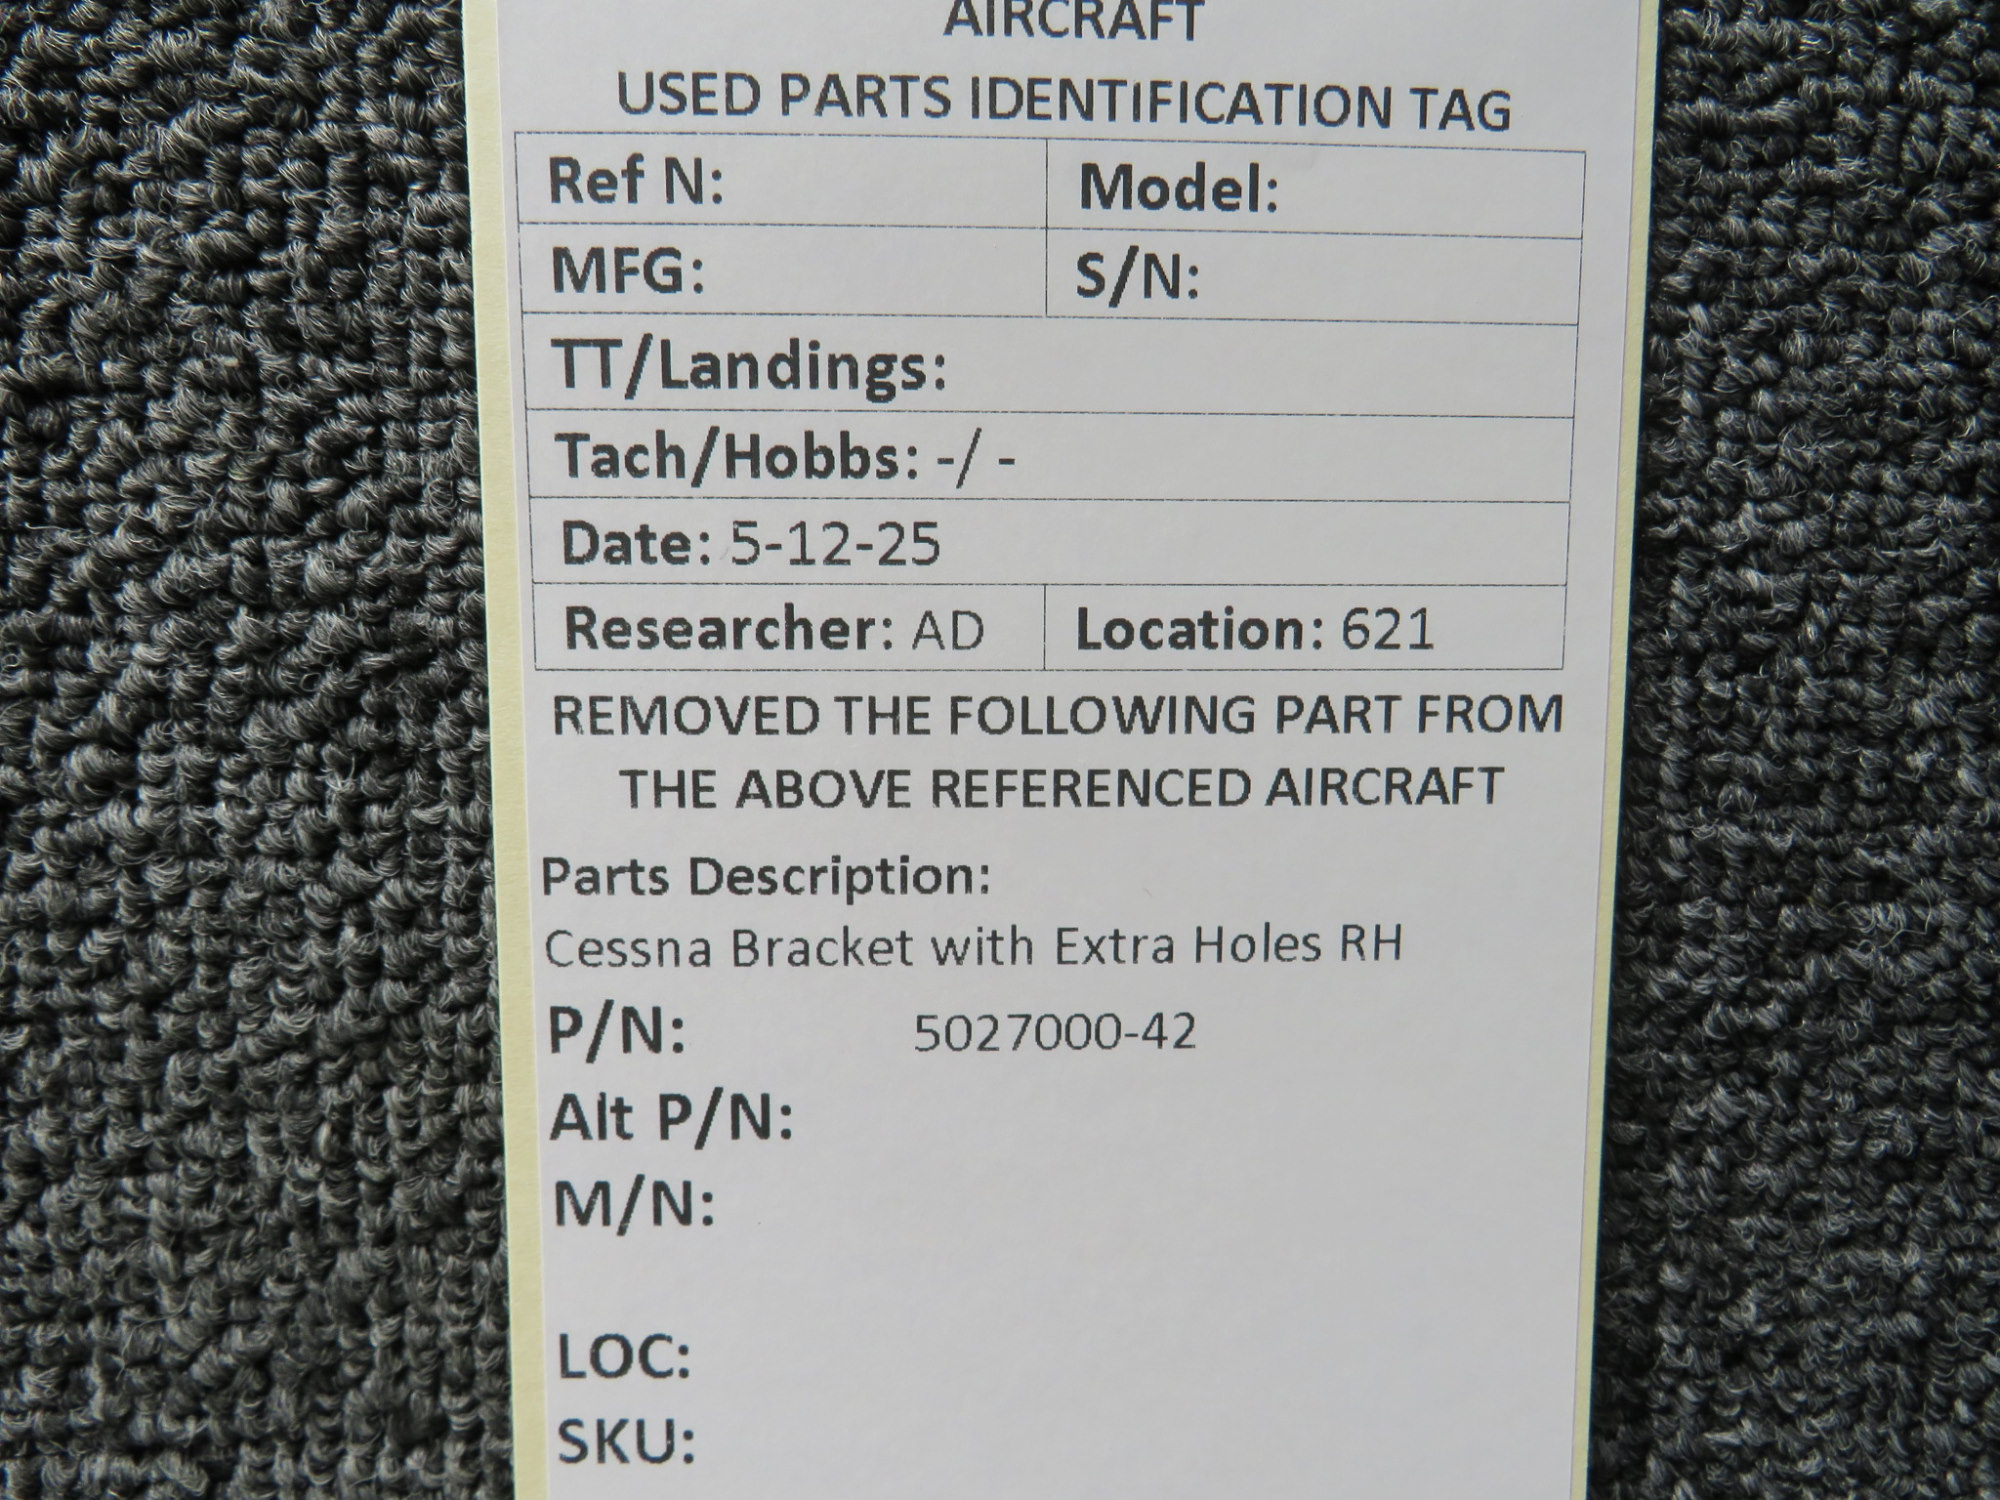 AIRCRAFT
USED PARTS IDENTIFICATION TAG
Ref N: Model:
MFG: S/N:
TT/Landings:
Tach/Hobbs: -/ -
Date: 5-12-25
Researcher: AD Location: 621
REMOVED THE FOLLOWING PART FROM
THE ABOVE REFERENCED AIRCRAFT
Parts Description:
Cessna Bracket with Extra Holes RH
P/N: 5027000-42
Alt P/N:
M/N:
LOC:
SKU: